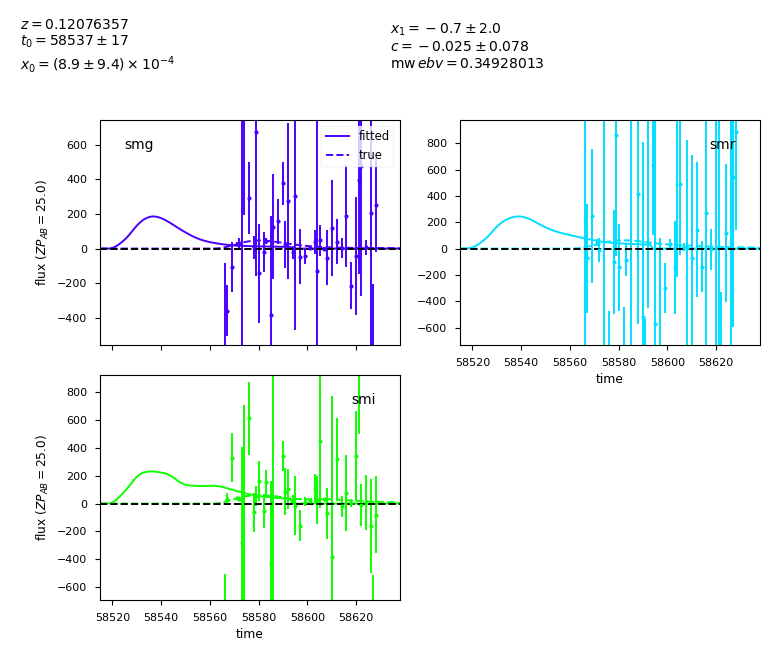 z = 0.12076357
t₀ = 58537 ± 17
x₀ = (8.9 ± 9.4) × 10⁻⁴
x₁ = −0.7 ± 2.0
c = −0.025 ± 0.078
mw ebv = 0.34928013
smg
fitted
true
600
400
200
0
−200
−400
flux (ZP_AB = 25.0)
smr
800
600
400
200
0
−200
−400
−600
58520 58540 58560 58580 58600 58620
time
smi
800
600
400
200
0
−200
−400
−600
flux (ZP_AB = 25.0)
58520 58540 58560 58580 58600 58620
time